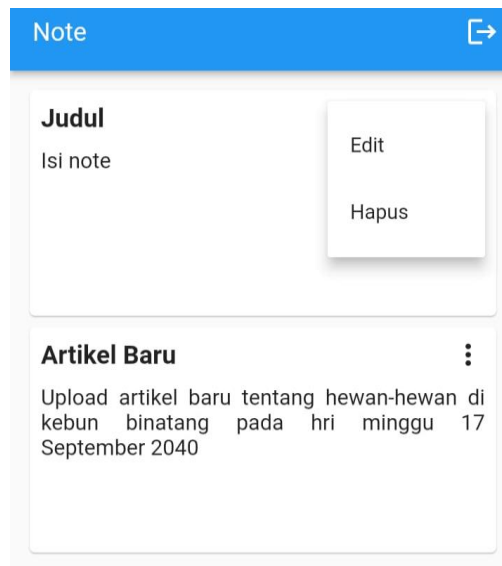 Note
Judul
Isi note
Edit
Hapus
Artikel Baru
Upload artikel baru tentang hewan-hewan di
kebun binatang pada hri minggu 17
September 2040